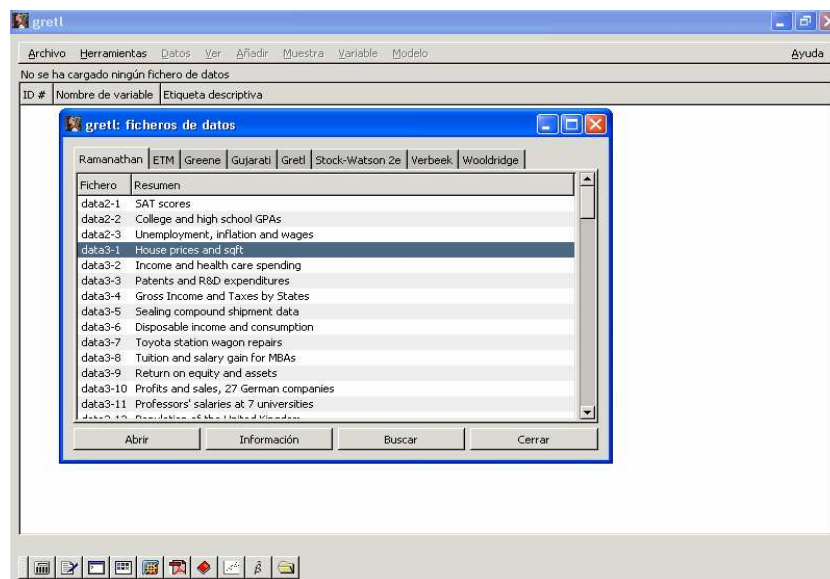 gretl
Archivo Herramientas Datos Ver Añadir Muestra Variable Modelo Ayuda
No se ha cargado ningún fichero de datos
ID # Nombre de variable Etiqueta descriptiva
gretl: ficheros de datos
Ramanathan ETM Greene Gujarati Gretl Stock-Watson 2e Verbeek Wooldridge
Fichero Resumen
data2-1 SAT scores
data2-2 College and high school GPAs
data2-3 Unemployment, inflation and wages
data3-1 House prices and sqft
data3-2 Income and health care spending
data3-3 Patents and R&D expenditures
data3-4 Gross Income and Taxes by States
data3-5 Sealing compound shipment data
data3-6 Disposable income and consumption
data3-7 Toyota station wagon repairs
data3-8 Tuition and salary gain for MBAs
data3-9 Return on equity and assets
data3-10 Profits and sales, 27 German companies
data3-11 Professors' salaries at 7 universities
data3-12 Population of the United Kingdom
Abrir Información Buscar Cerrar
β̂